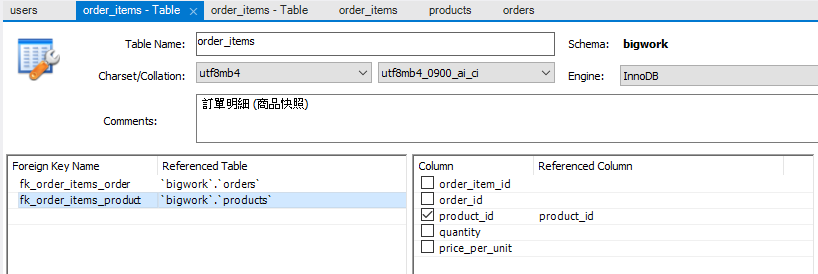 users order_items - Table × order_items - Table order_items products orders
Table Name: order_items Schema: bigwork
Charset/Collation: utf8mb4 utf8mb4_0900_ai_ci Engine: InnoDB
Comments: 訂單明細 (商品快照)
Foreign Key Name Referenced Table Column Referenced Column
fk_order_items_order `bigwork`.`orders` order_item_id
fk_order_items_product `bigwork`.`products` order_id
product_id product_id
quantity
price_per_unit